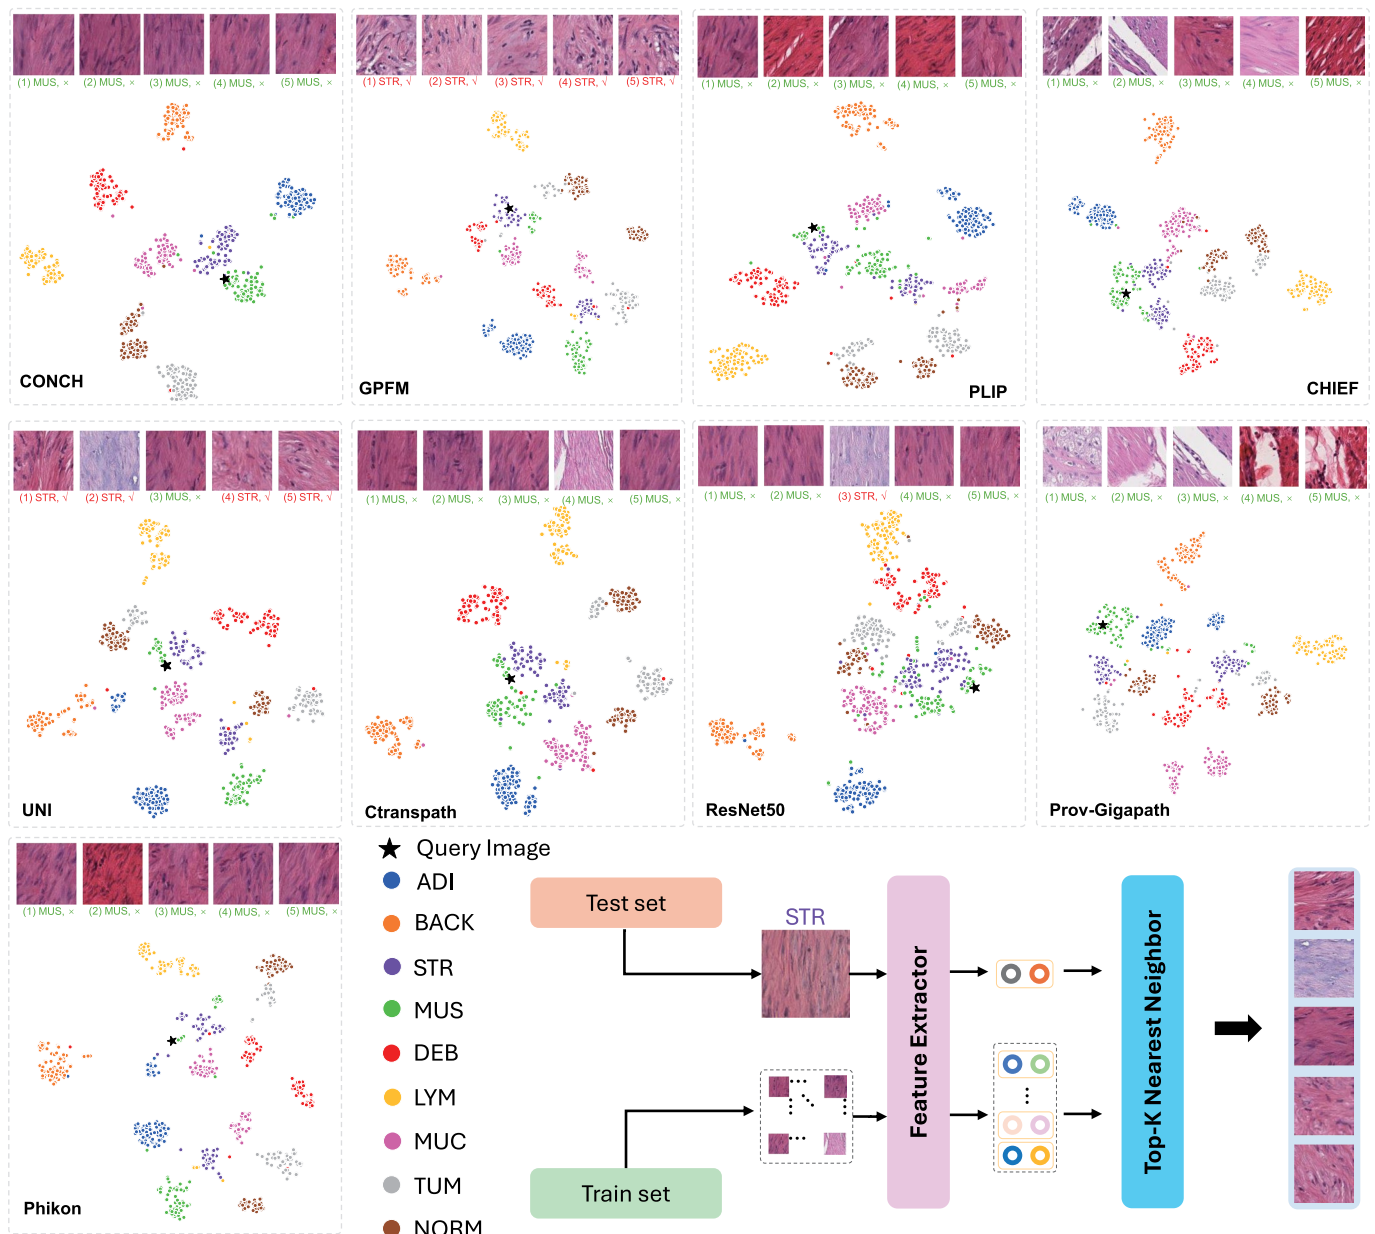 (1) MUS, × (2) MUS, × (3) MUS, × (4) MUS, × (5) MUS, ×
CONCH
(1) STR, √ (2) STR, √ (3) STR, √ (4) STR, √ (5) STR, √
GPFM
(1) MUS, × (2) MUS, × (3) MUS, × (4) MUS, × (5) MUS, ×
PLIP
(1) MUS, × (2) MUS, × (3) MUS, × (4) MUS, × (5) MUS, ×
CHIEF
(1) STR, √ (2) STR, √ (3) MUS, × (4) STR, √ (5) STR, √
UNI
(1) MUS, × (2) MUS, × (3) MUS, × (4) MUS, × (5) MUS, ×
Ctranspath
(1) MUS, × (2) MUS, × (3) STR, √ (4) MUS, × (5) MUS, ×
ResNet50
(1) MUS, × (2) MUS, × (3) MUS, × (4) MUS, × (5) MUS, ×
Prov-Gigapath
(1) MUS, × (2) MUS, × (3) MUS, × (4) MUS, × (5) MUS, ×
Phikon
Query Image
ADI
BACK
STR
MUS
DEB
LYM
MUC
TUM
NORM
Test set
STR
Train set
Feature Extractor
Top-K Nearest Neighbor